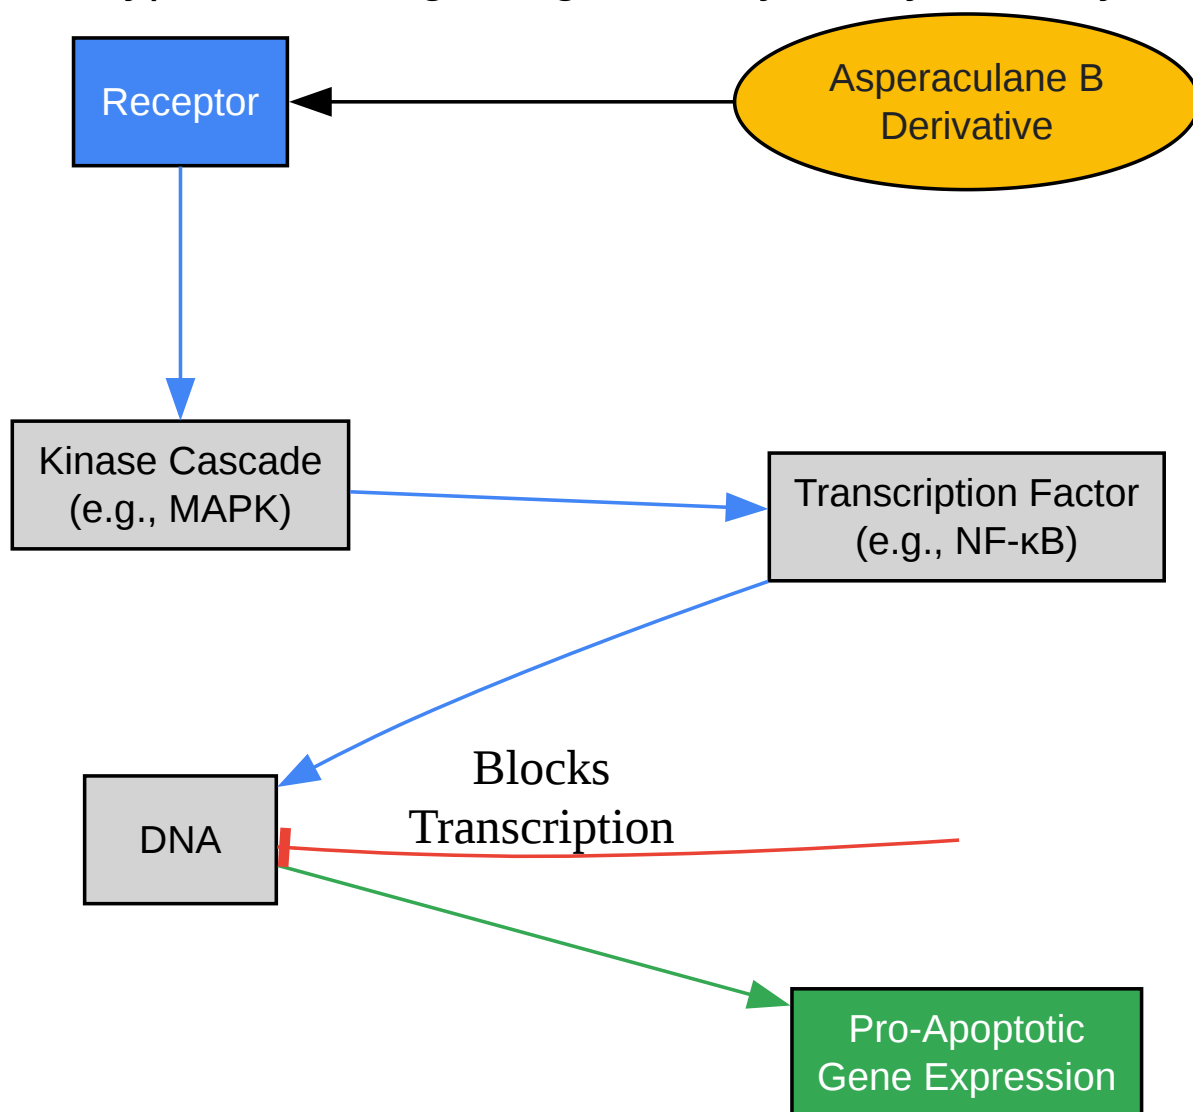 Receptor
Asperaculane B
Derivative
Kinase Cascade
(e.g., MAPK)
Transcription Factor
(e.g., NF-κB)
Blocks
Transcription
DNA
Pro-Apoptotic
Gene Expression